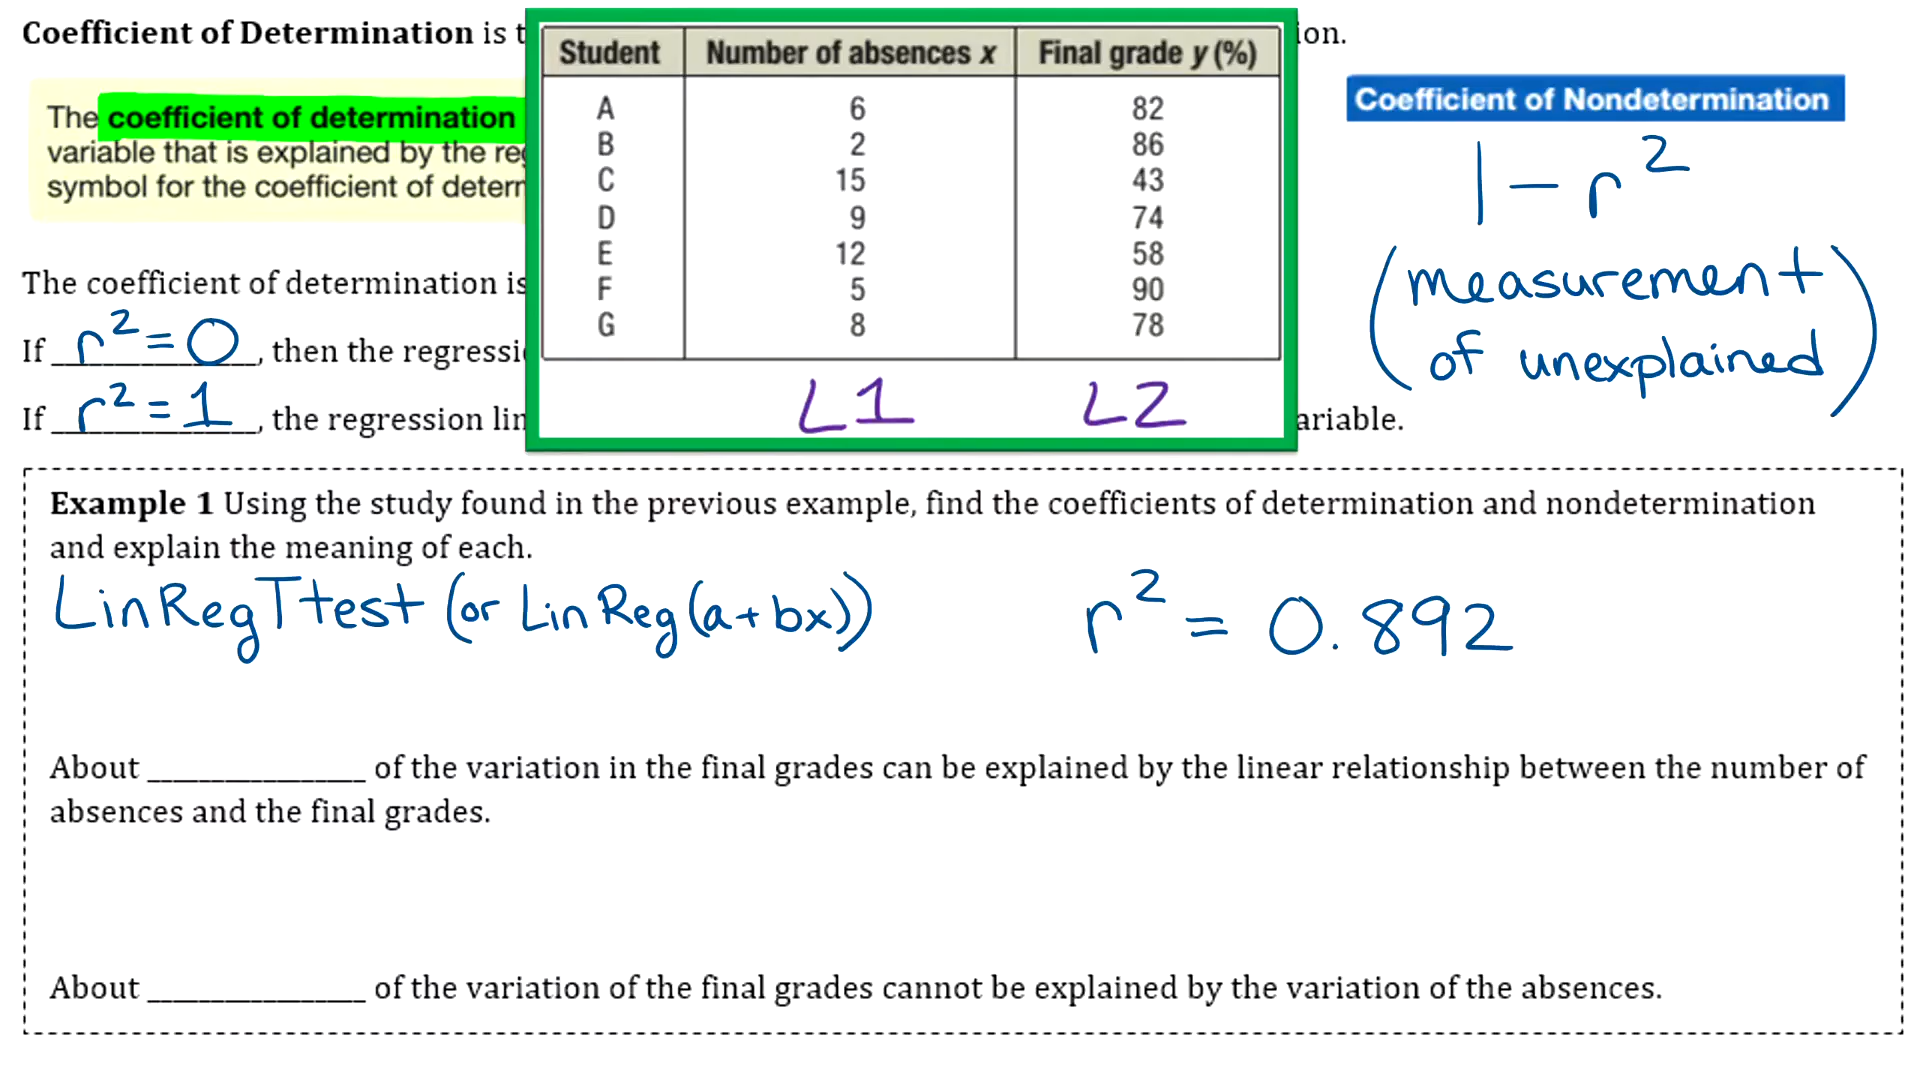 Coefficient of Determination is t
ion.
The coefficient of determination
variable that is explained by the re
symbol for the coefficient of deter
The coefficient of determination is
If r² = 0, then the regressi
If r² = 1, the regression lin
ariable.
Student Number of absences x Final grade y (%)
A 6 82
B 2 86
C 15 43
D 9 74
E 12 58
F 5 90
G 8 78
L1 L2
Coefficient of Nondetermination
1 - r²
(measurement
of unexplained)
Example 1 Using the study found in the previous example, find the coefficients of determination and nondetermination
and explain the meaning of each.
LinRegTTest (or LinReg(a+bx)) r² = 0.892
About _______________ of the variation in the final grades can be explained by the linear relationship between the number of
absences and the final grades.
About _______________ of the variation of the final grades cannot be explained by the variation of the absences.